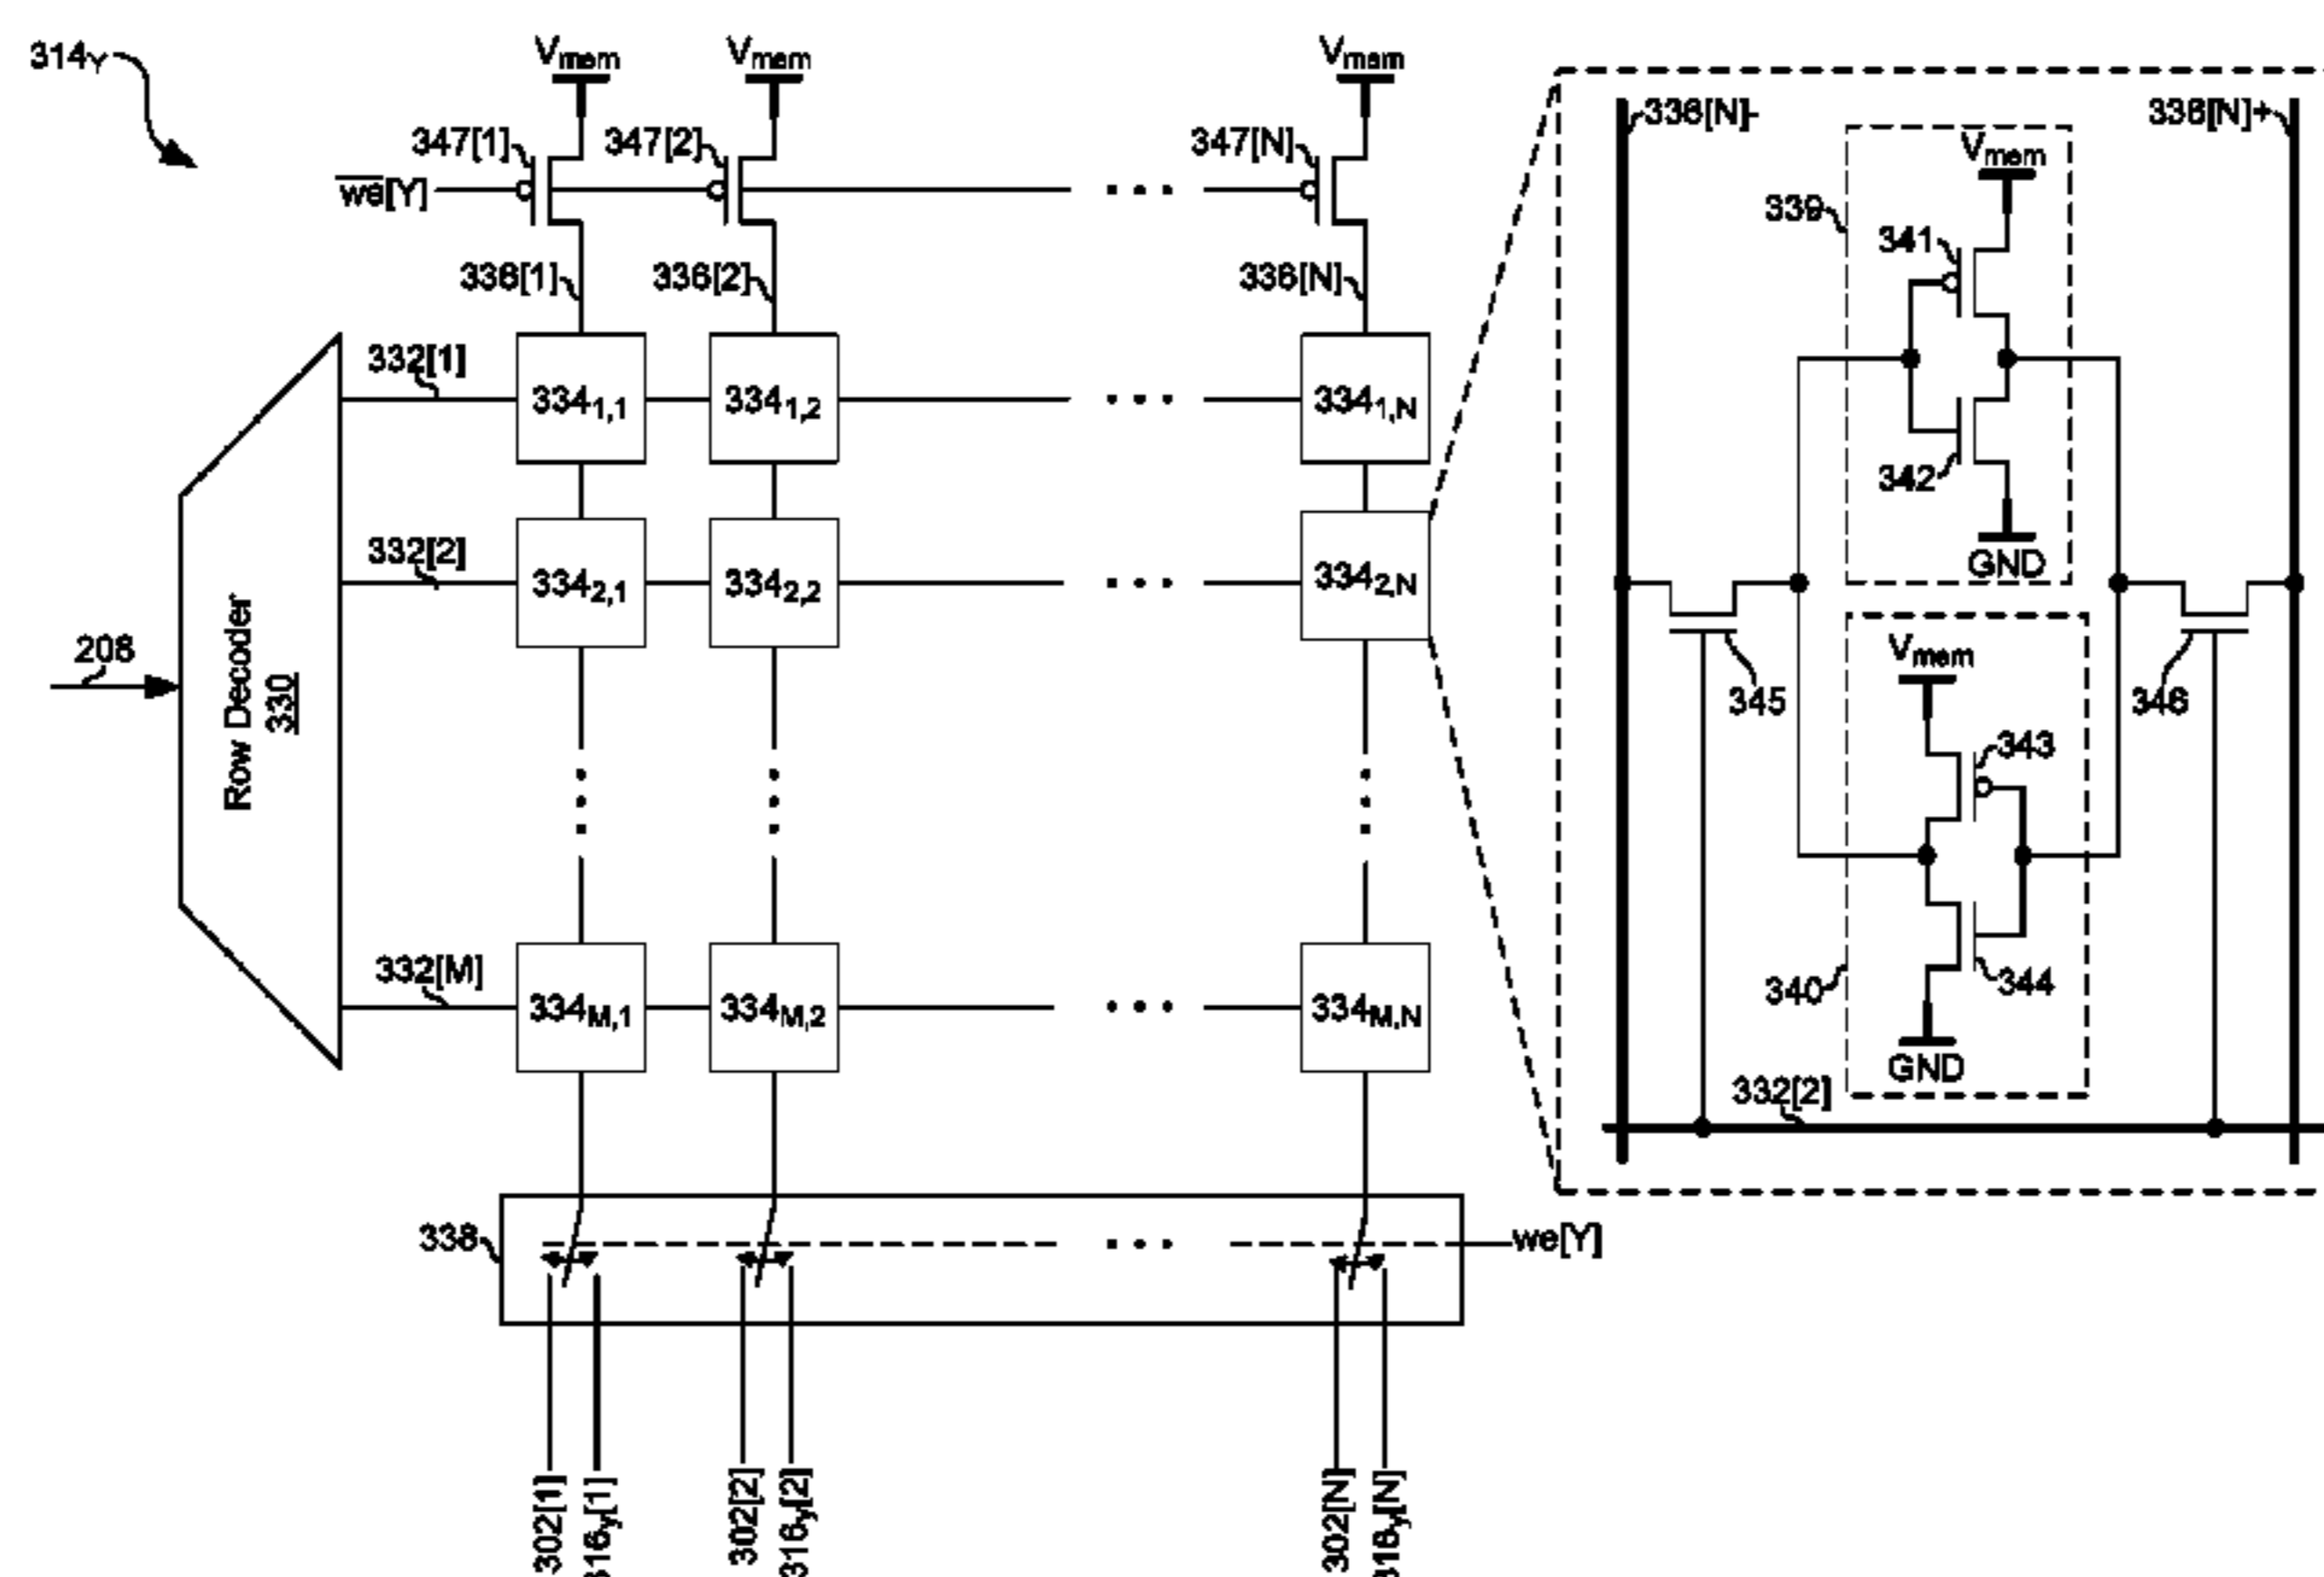 314Y
Vmem Vmem Vmem
347[1] 347[2] 347[N]
we[Y]
336[1] 336[2] 336[N]
332[1]
3341,1 3341,2 3341,N
332[2]
3342,1 3342,2 3342,N
208
Row Decoder
330
332[M]
334M,1 334M,2 334M,N
338
we[Y]
302[1]
316y[1]
302[2]
316y[2]
302[N]
316y[N]
336[N]- 336[N]+
Vmem
339
341
342
GND
Vmem
345 346
343
340 344
GND
332[2]